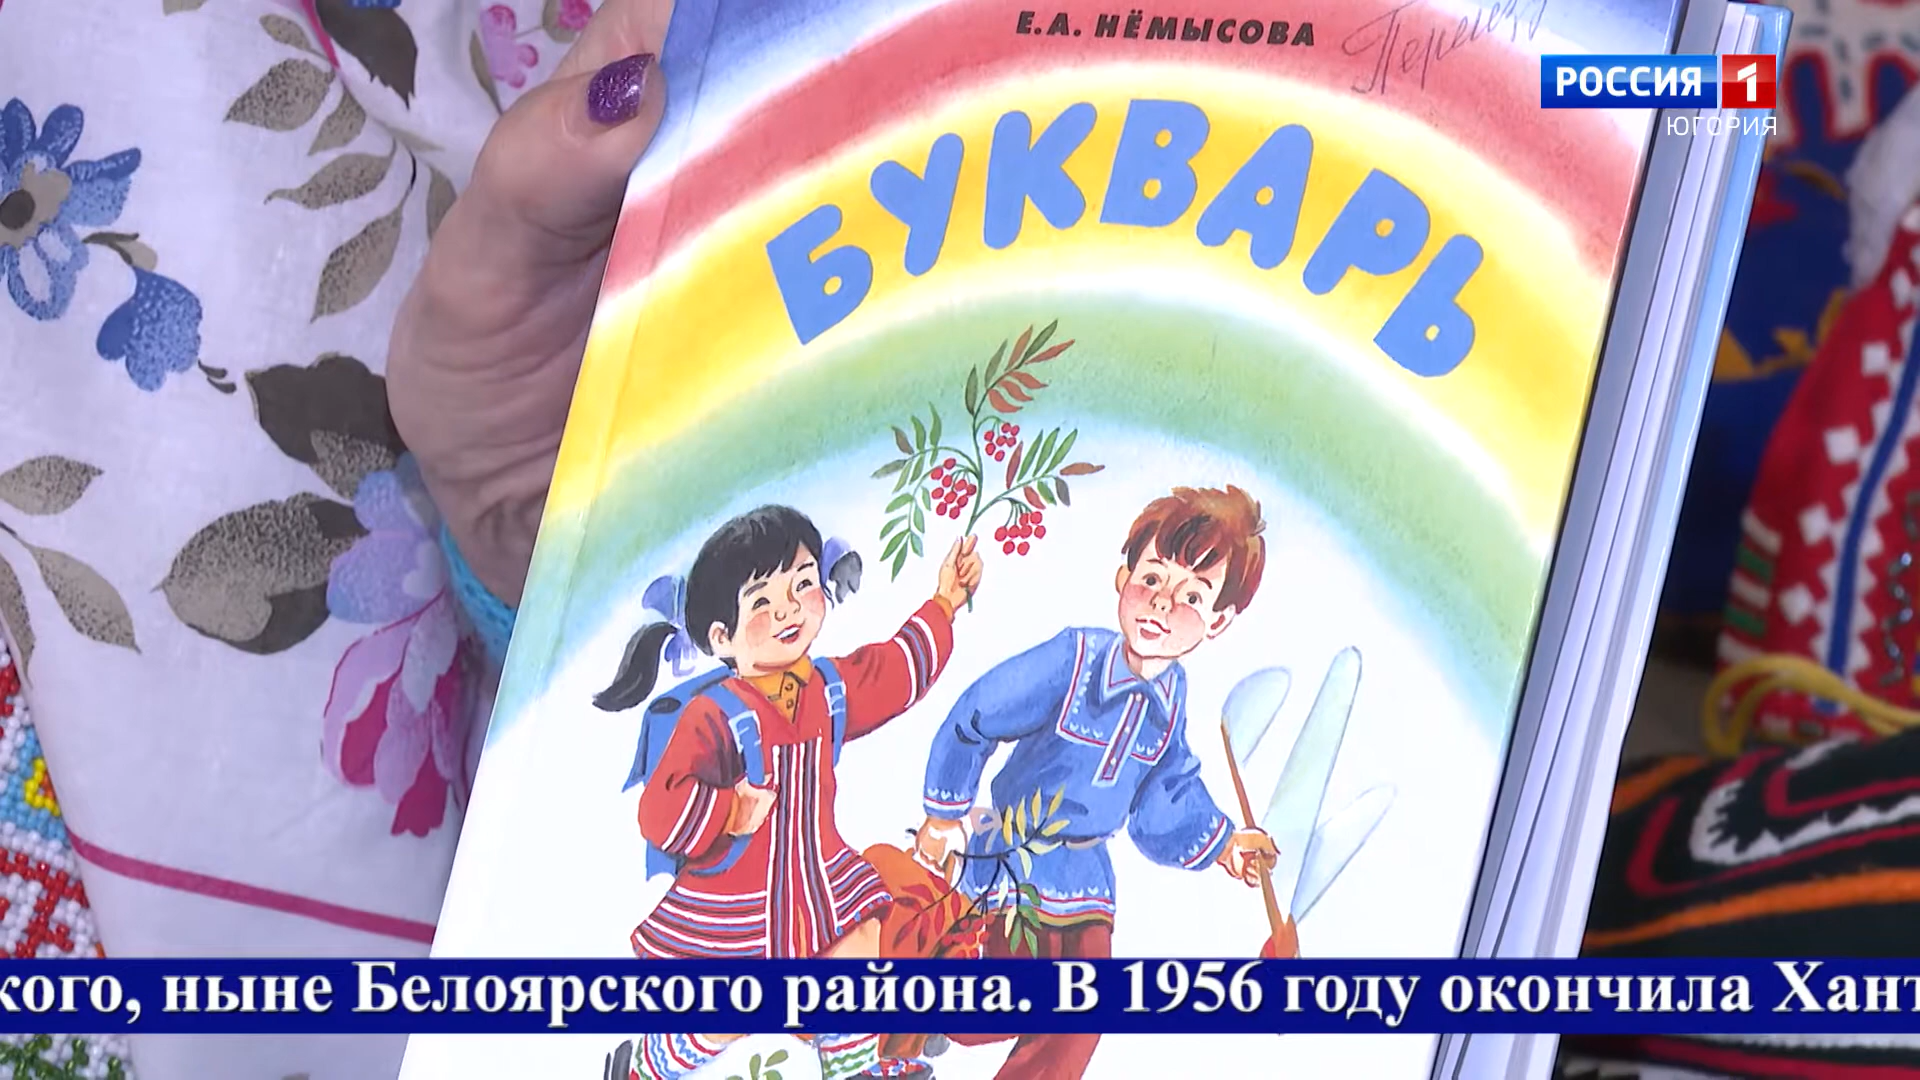 Е.А. НЁМЫСОВА
БУКВАРЬ
РОССИЯ 1
ЮГОРИЯ
кого, ныне Белоярского района. В 1956 году окончила Хант